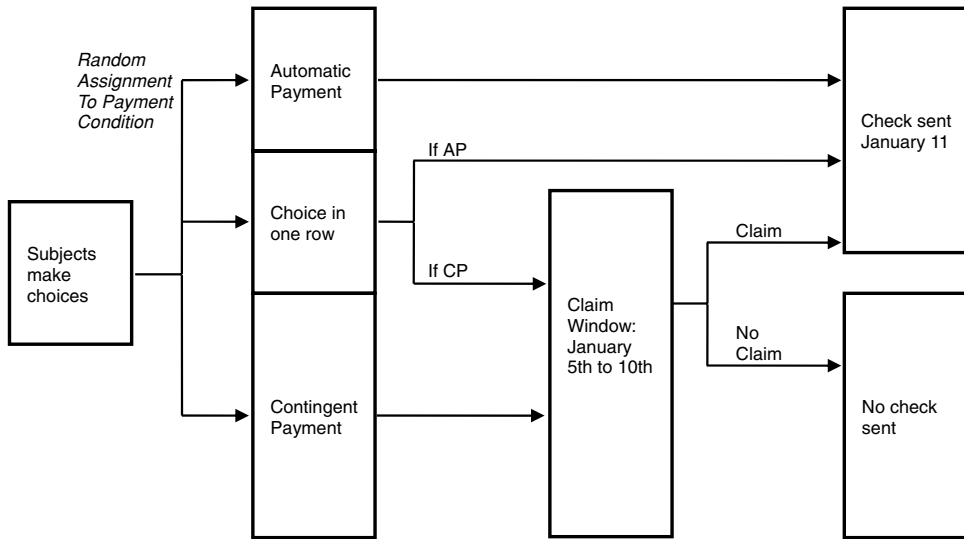 Random
Assignment
To Payment
Condition
Automatic
Payment
If AP
Check sent
January 11
Choice in
one row
Subjects
make
choices
If CP
Claim
Claim
Window:
January
5th to 10th
No
Claim
Contingent
Payment
No check
sent